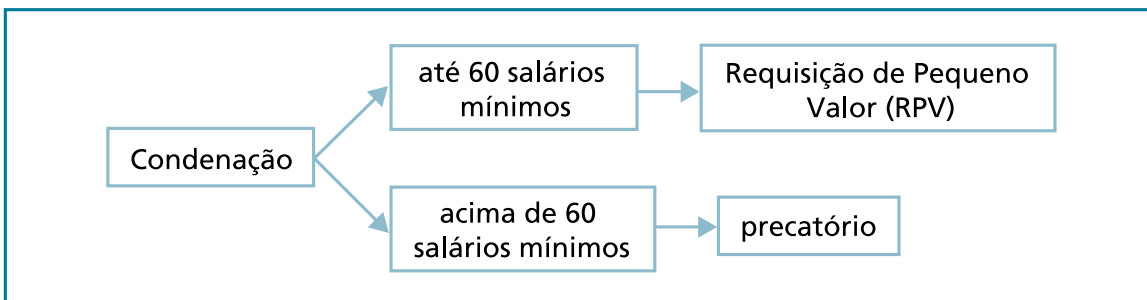 Condenação
até 60 salários
mínimos
Requisição de Pequeno
Valor (RPV)
acima de 60
salários mínimos
precatório